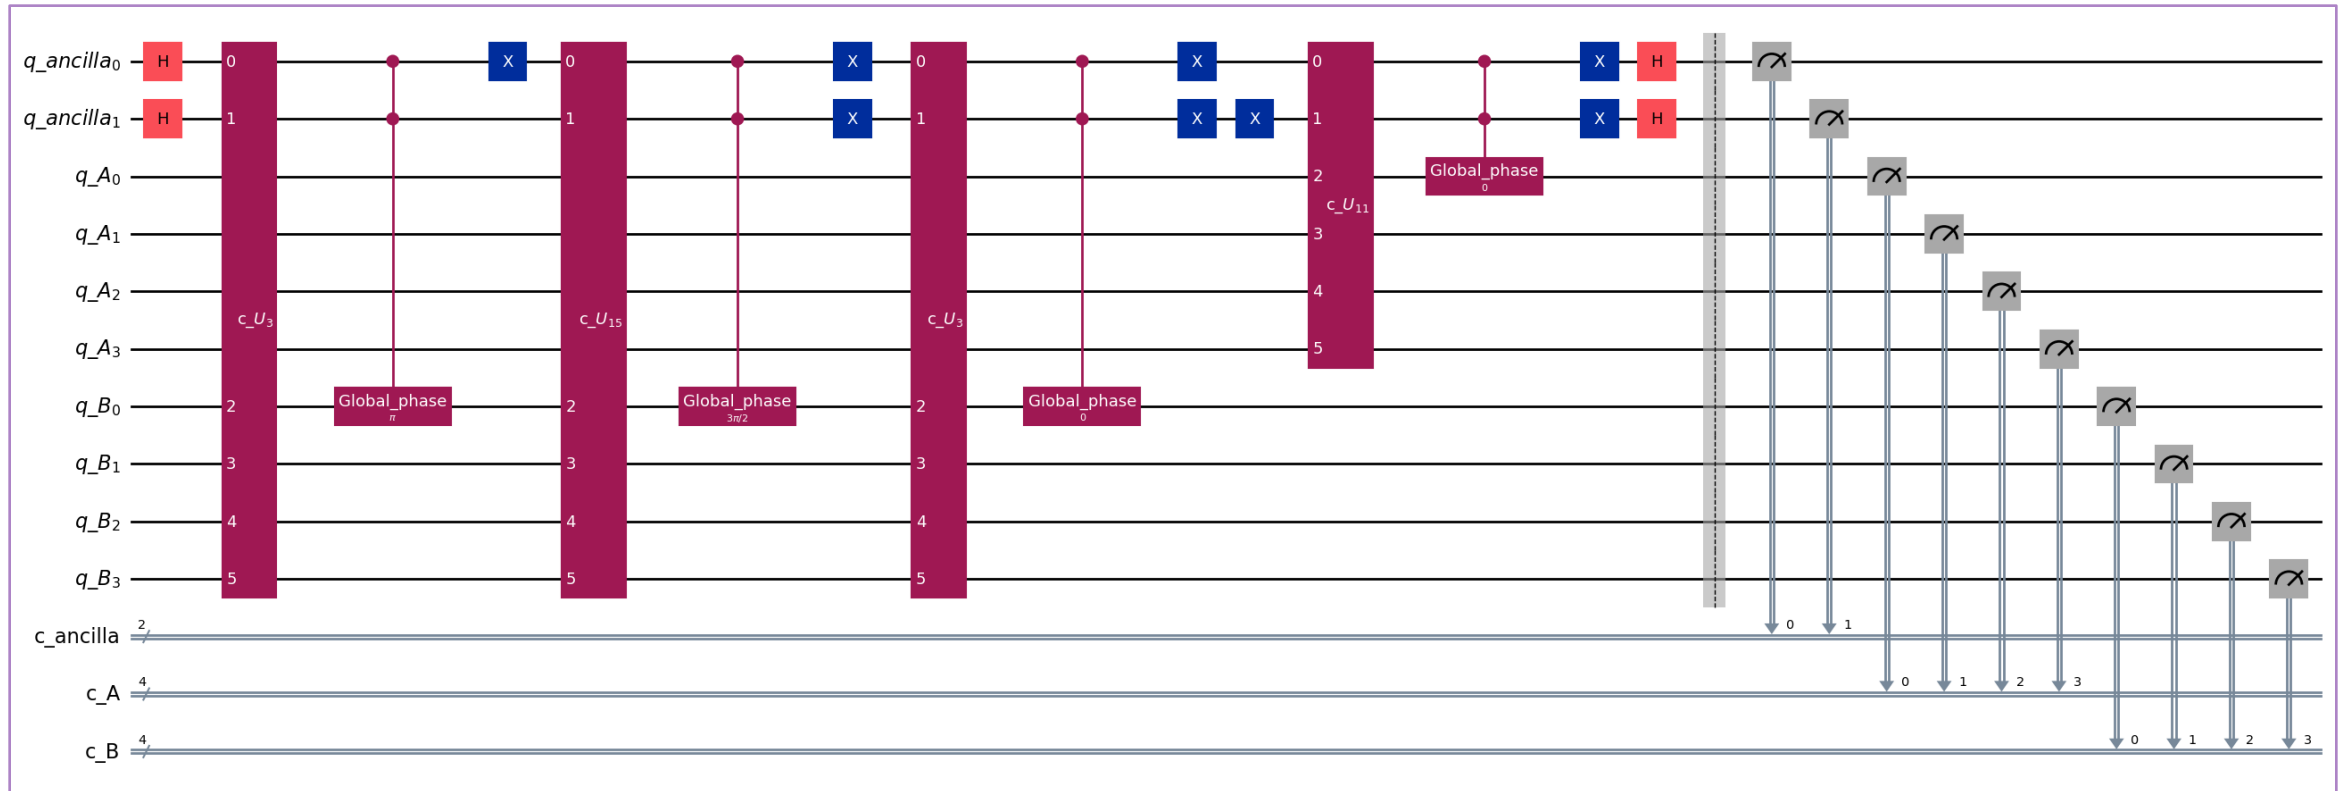 q_ancilla₀ H 0 X 0 X 0 X 0 X H
q_ancilla₁ H 1 1 X 1 X X 1 X H
q_A₀ 2 Global_phase
0
c_U₁₁
q_A₁ 3
q_A₂ 4
c_U₃ c_U₁₅ c_U₃
q_A₃ 5
q_B₀ 2 Global_phase 2 Global_phase 2 Global_phase
π 3π/2 0
q_B₁ 3 3 3
q_B₂ 4 4 4
q_B₃ 5 5 5
2 0 1
c_ancilla
4 0 1 2 3
c_A
4 0 1 2 3
c_B